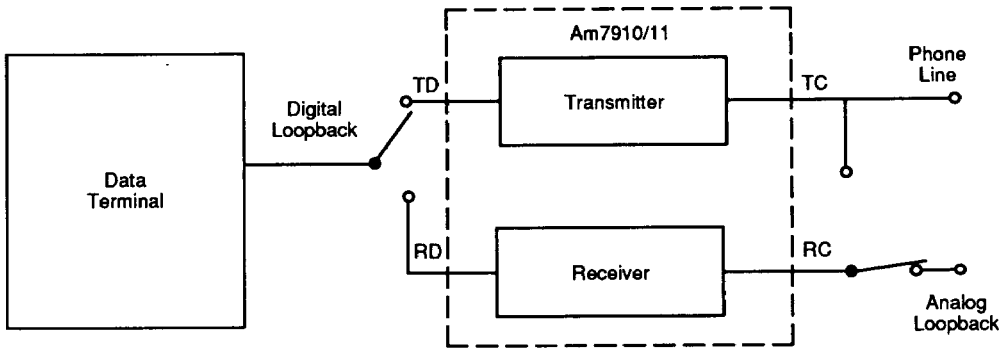 Am7910/11
Phone
Line
TD
Transmitter
TC
Digital
Loopback
Data
Terminal
RD
Receiver
RC
Analog
Loopback